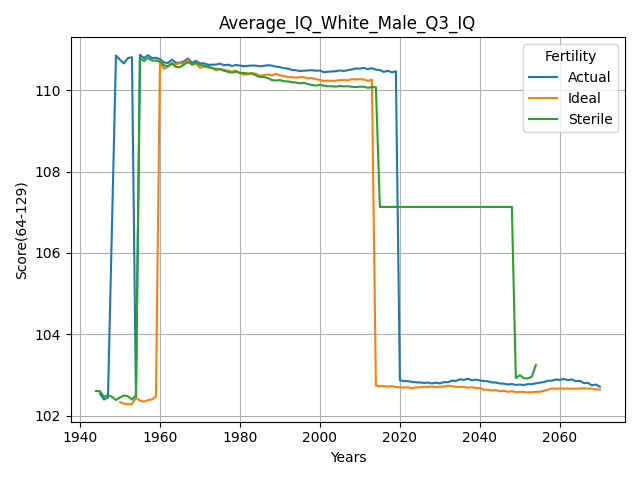 Average_IQ_White_Male_Q3_IQ
Score(64-129)
110
108
106
104
102
1940
1960
1980
2000
2020
2040
2060
Years
Fertility
Actual
Ideal
Sterile